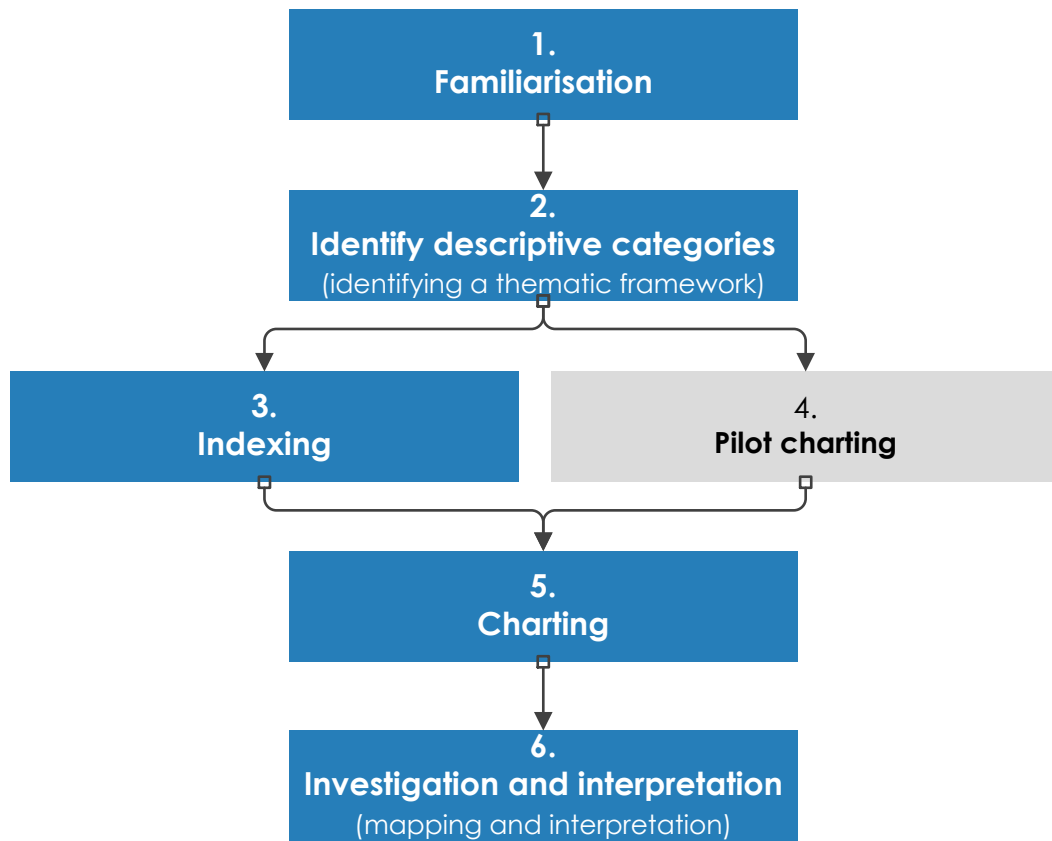 1.
Familiarisation
2.
Identify descriptive categories
(identifying a thematic framework)
3.
Indexing
4.
Pilot charting
5.
Charting
6.
Investigation and interpretation
(mapping and interpretation)